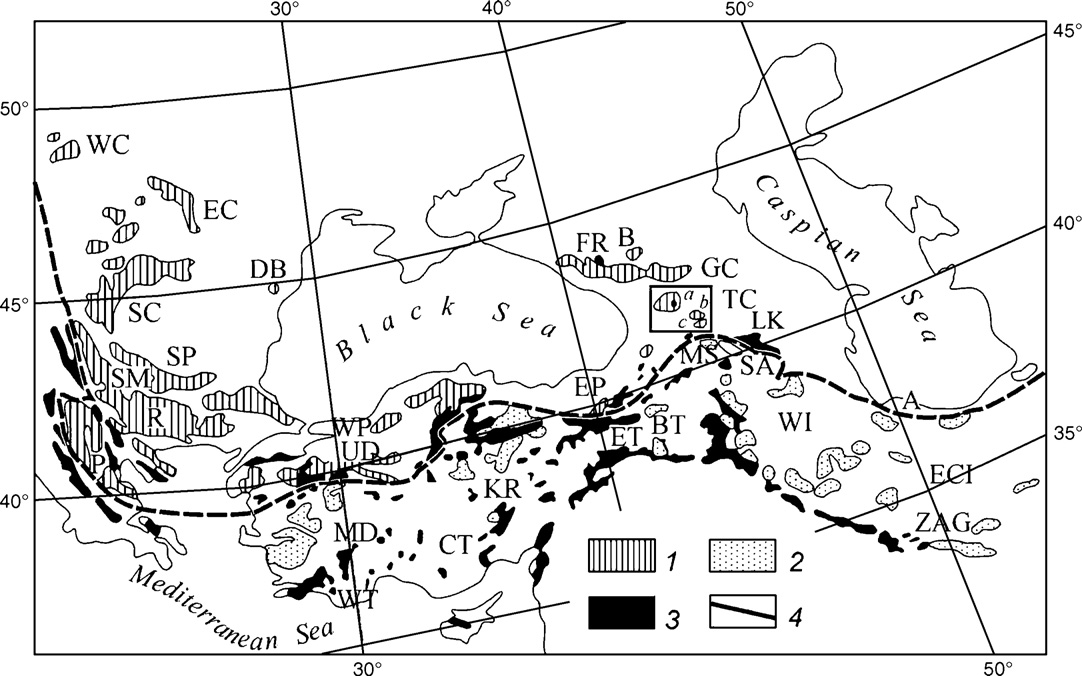 30° 40° 50°
45°
50°
WC
EC
Caspian Sea
40°
FR B
DB
GC
45°
a b
TC
c
SC
Black Sea
LK
SP
MS
SA
SM
EP
A
R
WP
WI
ET BT
UD
35°
P
ECI
KR
40°
ZAG
MD
CT
1 2
Mediterranean Sea
WT
3 4
30° 50°